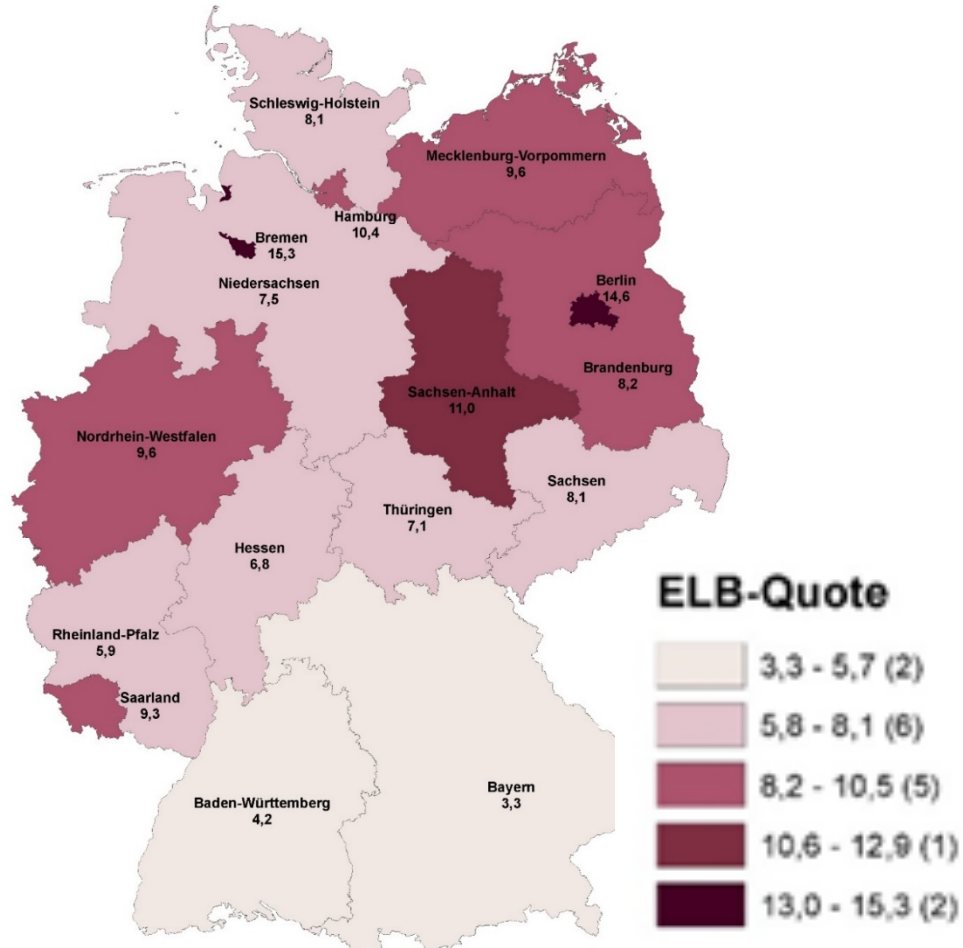 Schleswig-Holstein
8,1
Mecklenburg-Vorpommern
9,6
Hamburg
10,4
Bremen
15,3
Niedersachsen
7,5
Berlin
14,6
Brandenburg
8,2
Sachsen-Anhalt
11,0
Nordrhein-Westfalen
9,6
Sachsen
8,1
Thüringen
7,1
Hessen
6,8
Rheinland-Pfalz
5,9
Saarland
9,3
Baden-Württemberg
4,2
Bayern
3,3
ELB-Quote
3,3 - 5,7 (2)
5,8 - 8,1 (6)
8,2 - 10,5 (5)
10,6 - 12,9 (1)
13,0 - 15,3 (2)